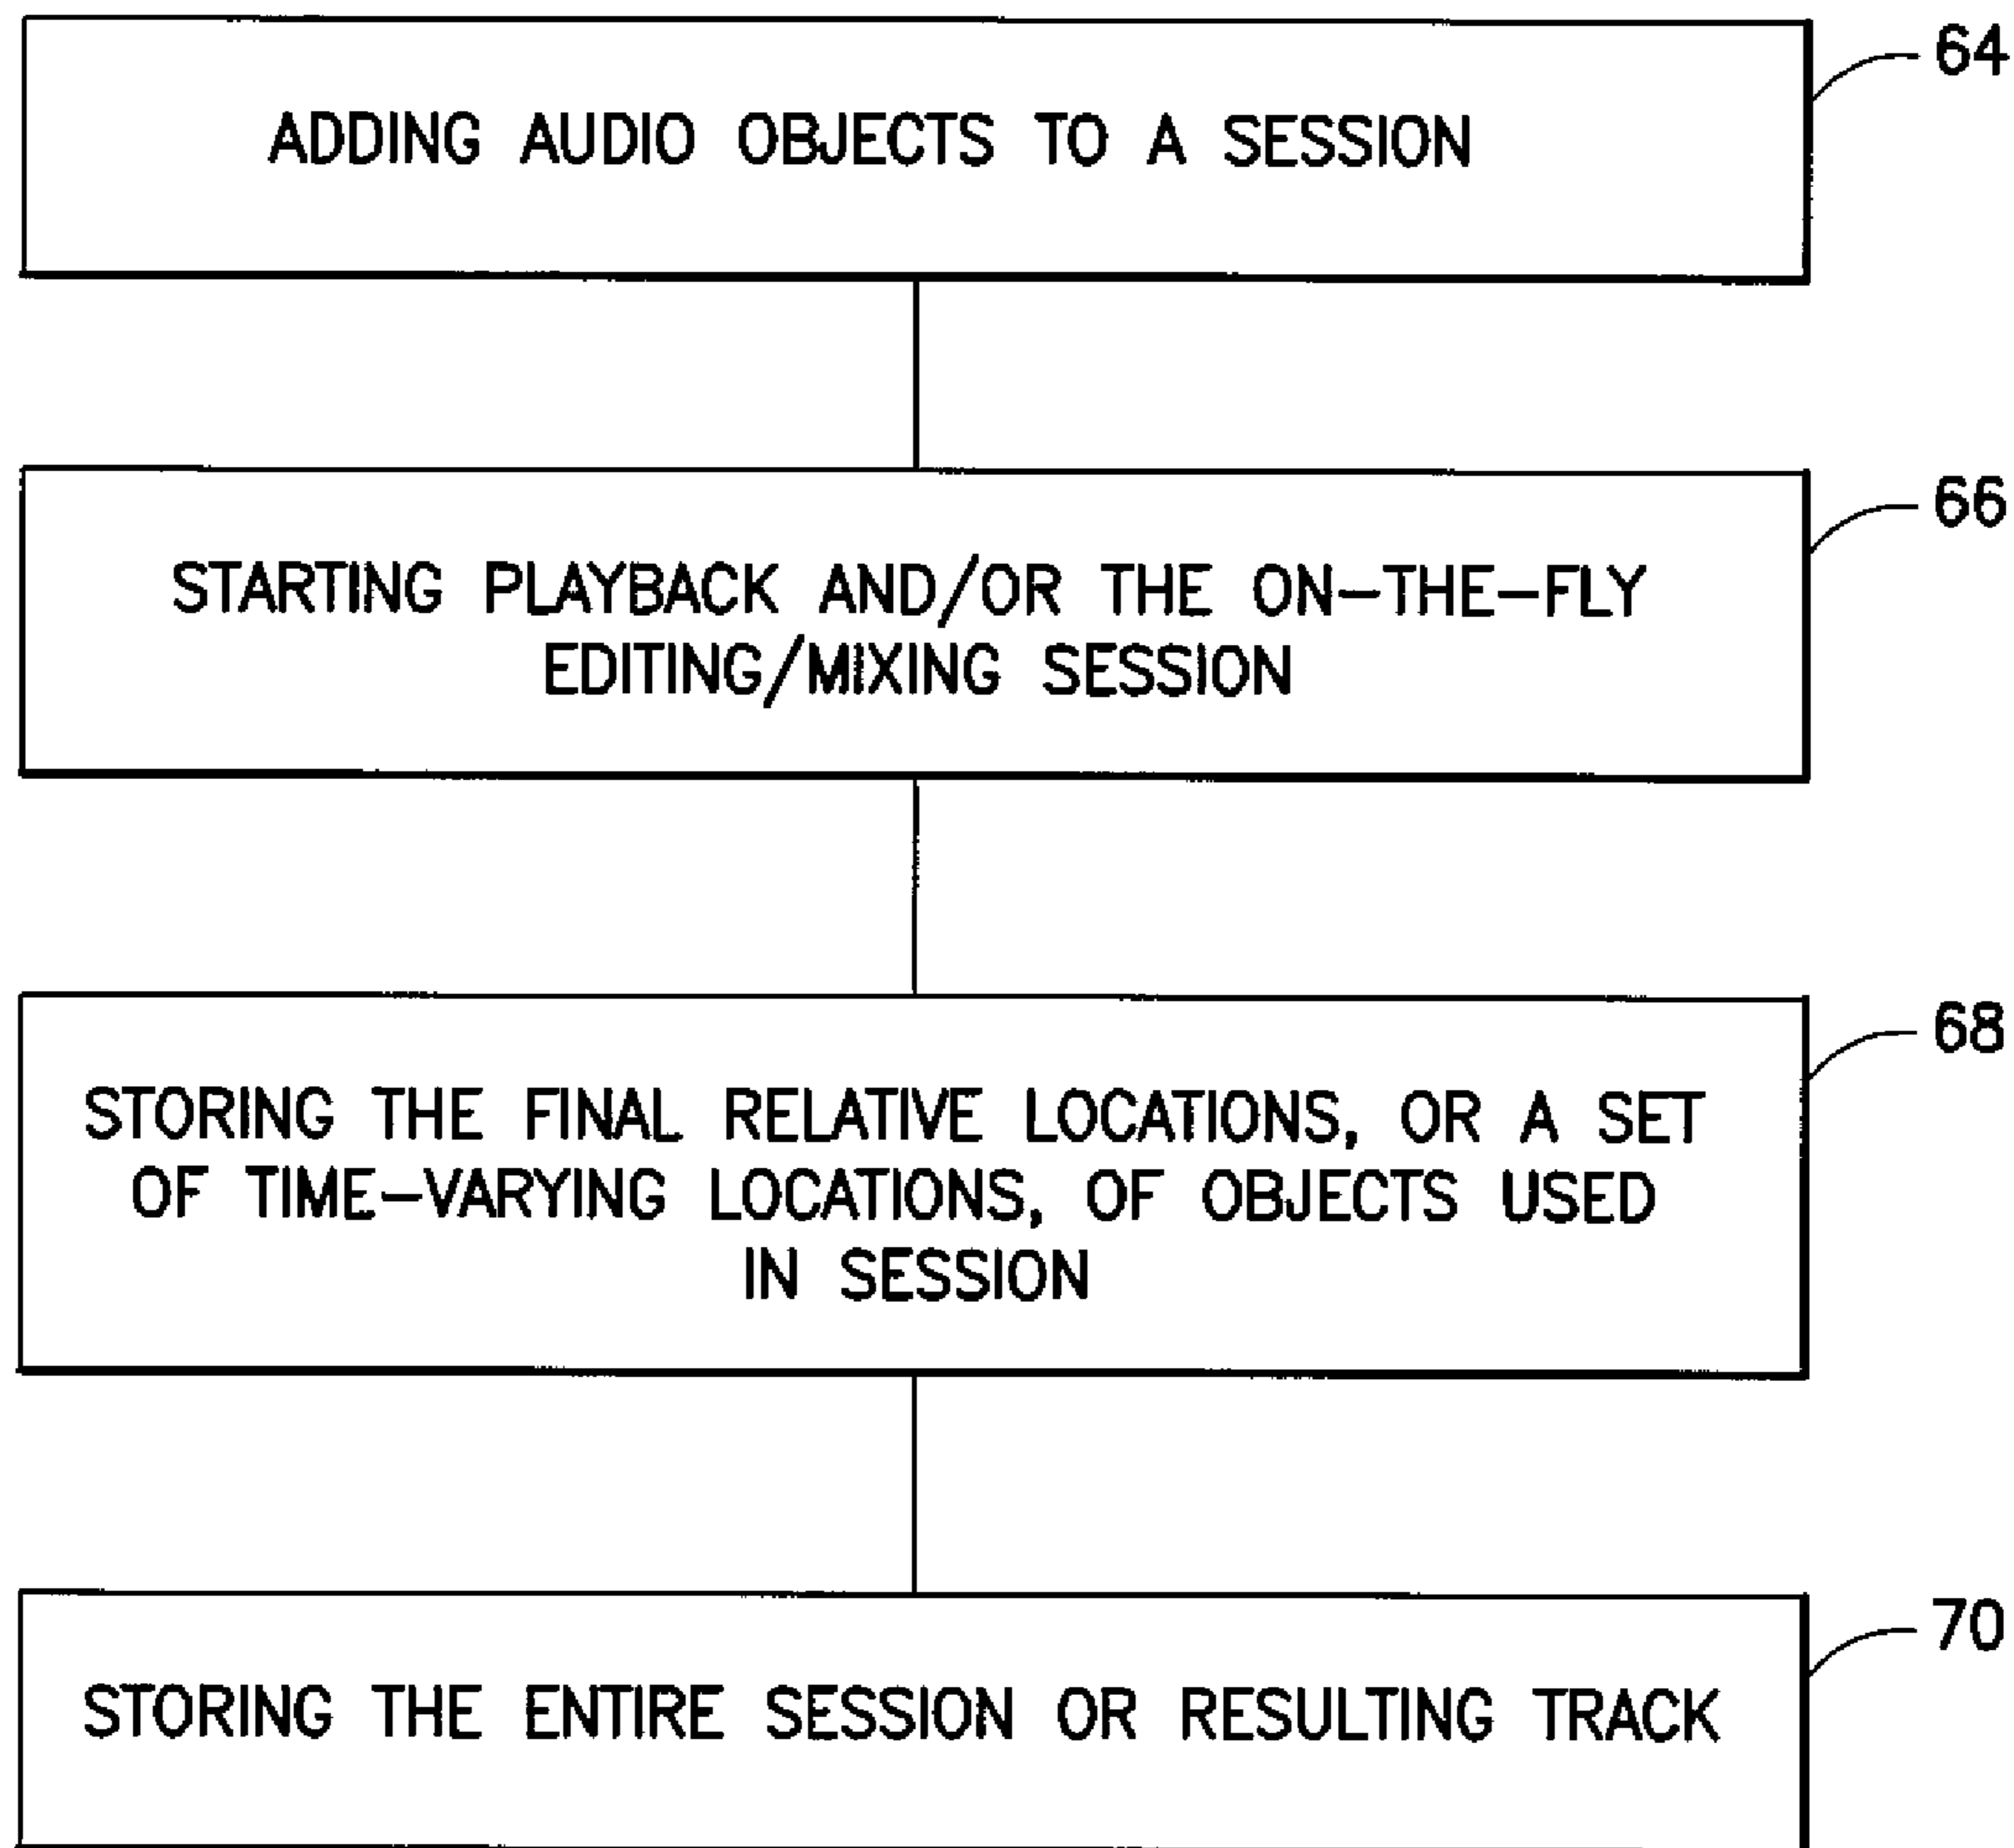 64
ADDING AUDIO OBJECTS TO A SESSION
66
STARTING PLAYBACK AND/OR THE ON-THE-FLY
EDITING/MIXING SESSION
68
STORING THE FINAL RELATIVE LOCATIONS, OR A SET
OF TIME-VARYING LOCATIONS, OF OBJECTS USED
IN SESSION
70
STORING THE ENTIRE SESSION OR RESULTING TRACK